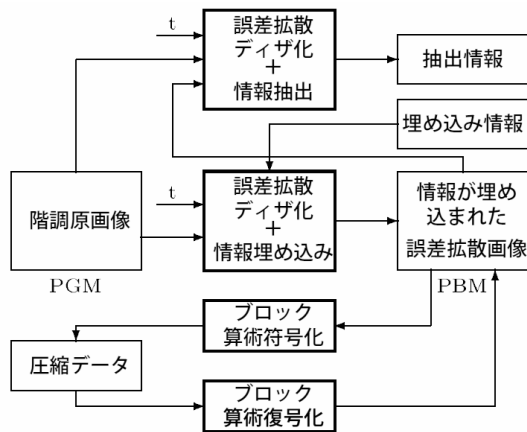 t
誤差拡散
ディザ化
+
情報抽出
抽出情報
埋め込み情報
階調原画像
PGM
t
誤差拡散
ディザ化
+
情報埋め込み
情報が埋め
込まれた
誤差拡散画像
PBM
ブロック
算術符号化
圧縮データ
ブロック
算術復号化